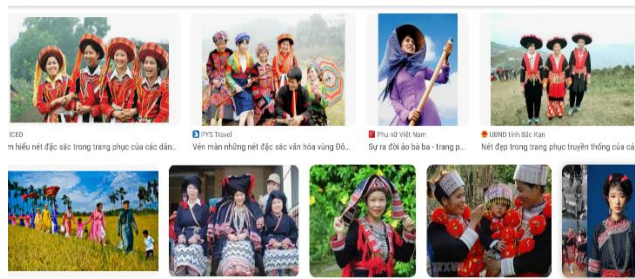 ICED
PYS Travel
Phụ nữ Việt Nam
UBND tỉnh Bắc Kạn
m hiểu nét đặc sắc trong trang phục của các dân...
Vén màn những nét đặc sắc văn hóa vùng Đô...
Sự ra đời áo bà ba - trang p...
Nét đẹp trong trang phục truyền thống của cá